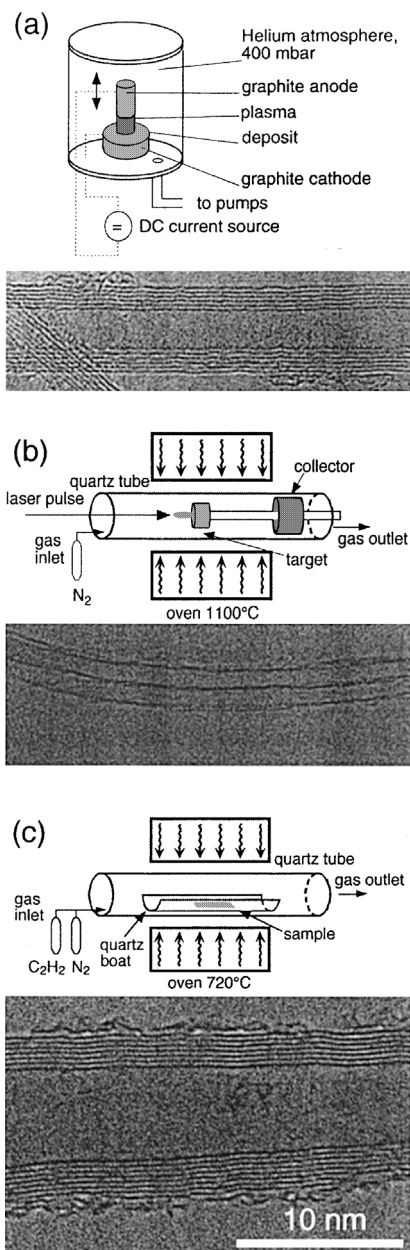 (a)
Helium atmosphere,
400 mbar
graphite anode
plasma
deposit
graphite cathode
to pumps
= DC current source
(b)
collector
quartz tube
laser pulse
gas outlet
gas
inlet
target
N2
oven 1100°C
(c)
quartz tube
gas outlet
gas
inlet
sample
quartz
boat
C2H2 N2
oven 720°C
10 nm